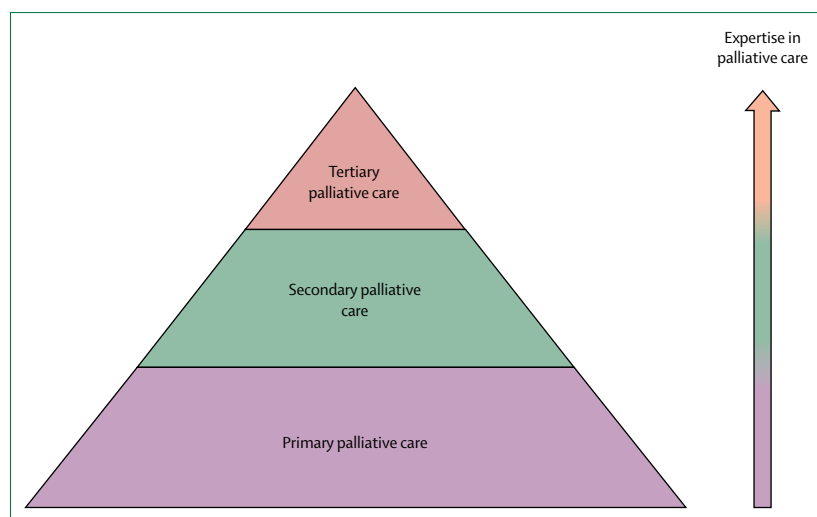 Expertise in
palliative care
Tertiary
palliative care
Secondary palliative
care
Primary palliative care